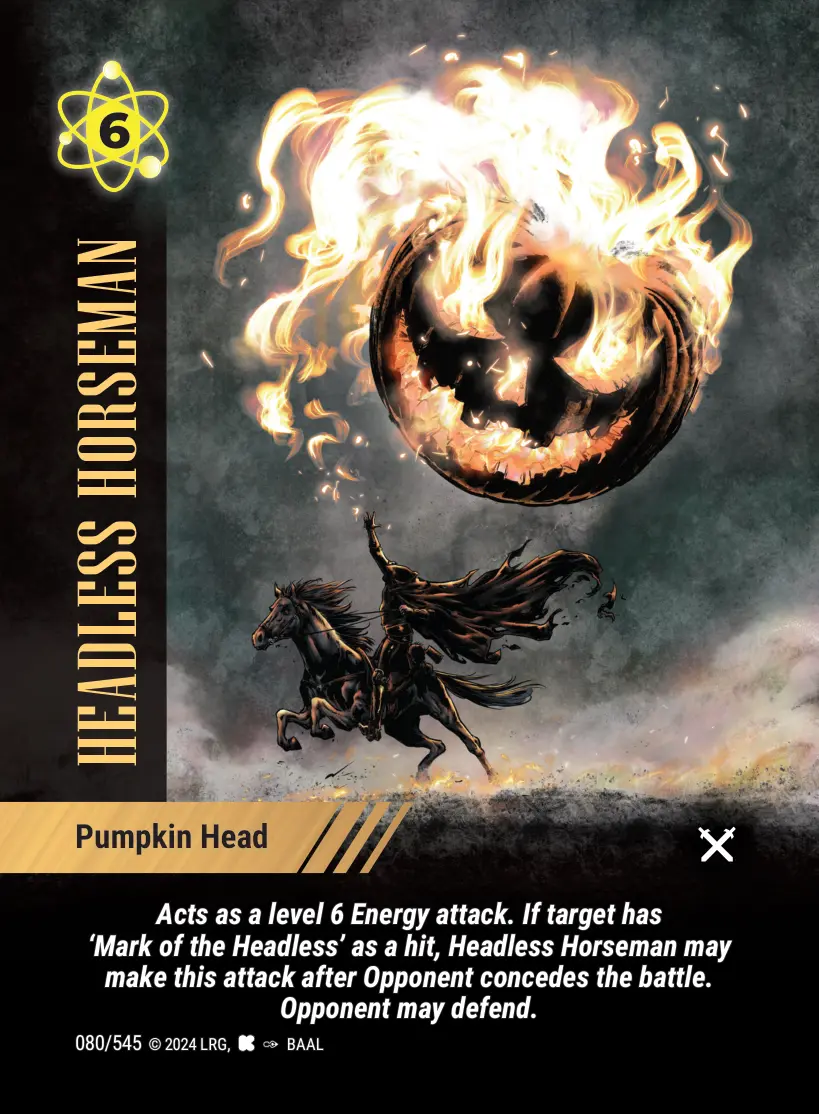 6
HEADLESS HORSEMAN
Pumpkin Head
Acts as a level 6 Energy attack. If target has
‘Mark of the Headless’ as a hit, Headless Horseman may
make this attack after Opponent concedes the battle.
Opponent may defend.
080/545 © 2024 LRG, BAAL